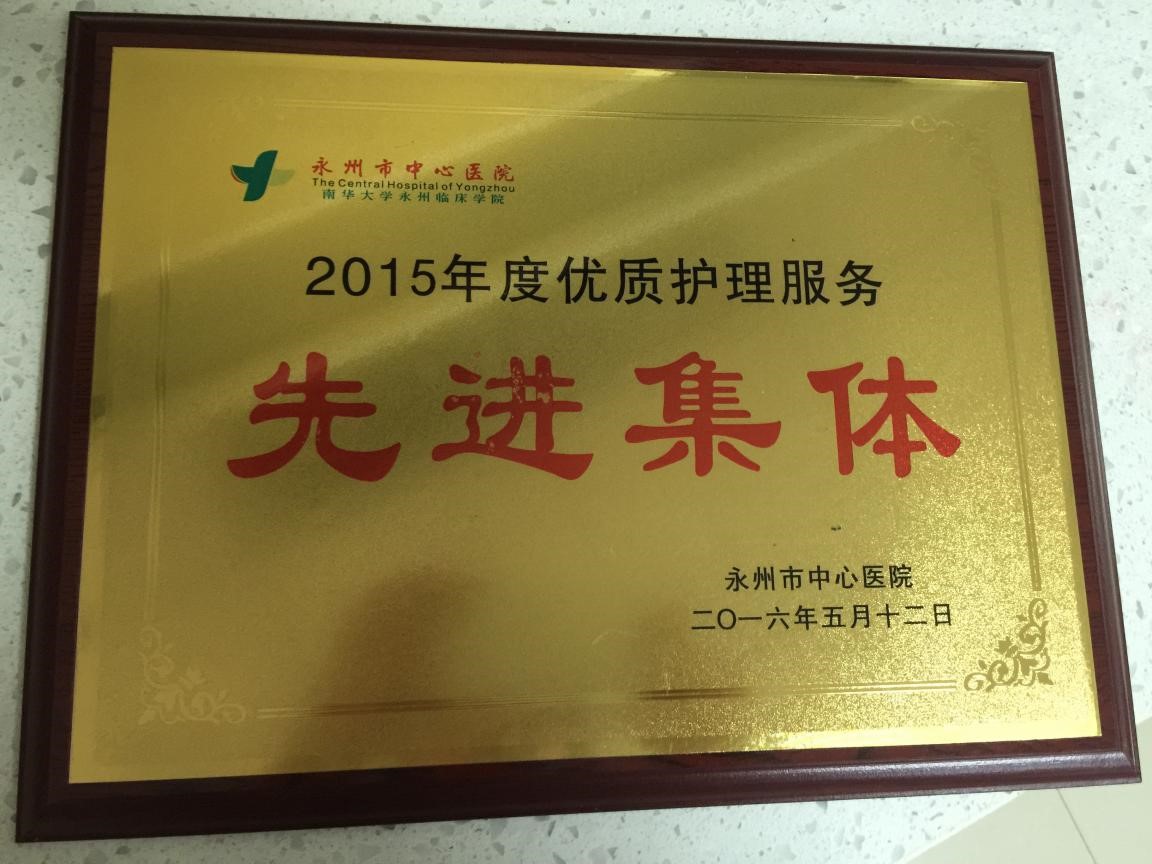 永州市中心医院
The Central Hospital of Yongzhou
南华大学永州临床学院
2015年度优质护理服务
先进集体
永州市中心医院
二〇一六年五月十二日